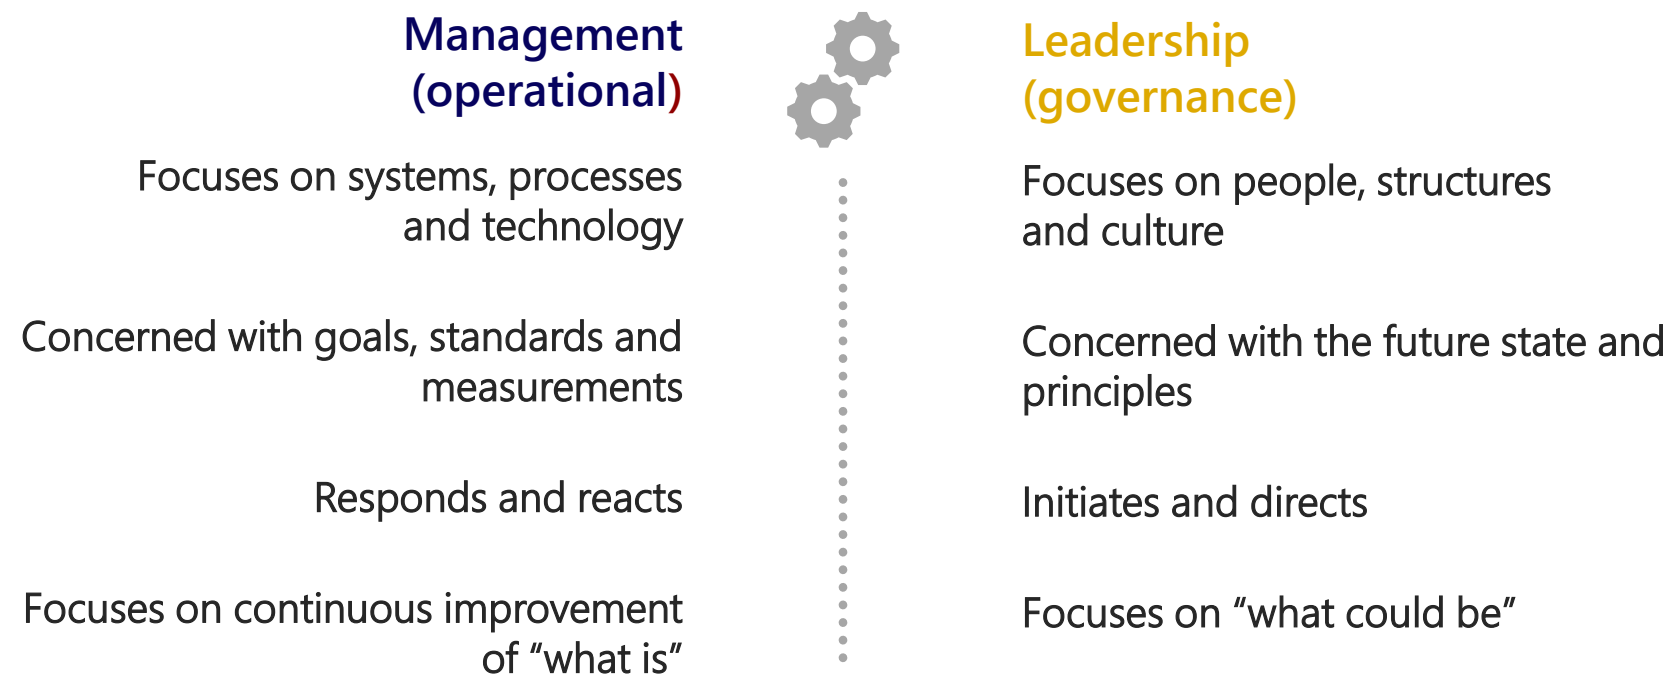 Management
(operational)
Focuses on systems, processes
and technology
Concerned with goals, standards and
measurements
Responds and reacts
Focuses on continuous improvement
of “what is”
Leadership
(governance)
Focuses on people, structures
and culture
Concerned with the future state and
principles
Initiates and directs
Focuses on “what could be”